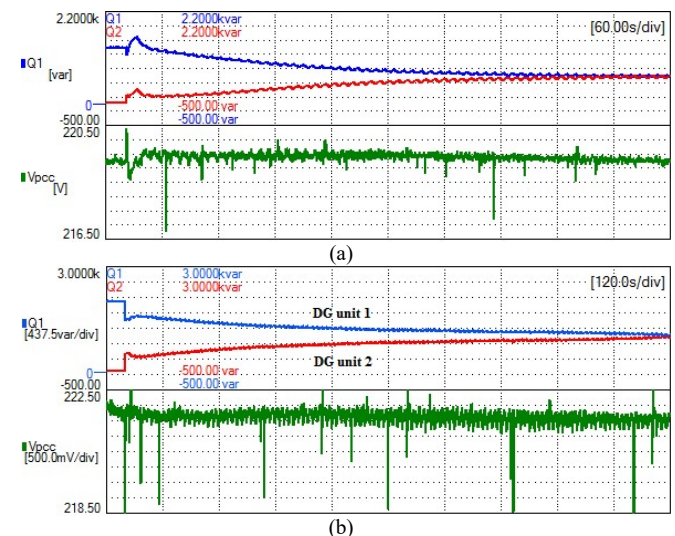 2.2000k Q1 2.2000kvar [60.00s/div]
Q2 2.2000kvar
Q1
[var]
0 -500.00 var
-500.00 -500.00 var
220.50
Vpcc
[V]
216.50
(a)
3.0000k Q1 3.0000kvar [120.0s/div]
Q2 3.0000kvar
DG unit 1
Q1
[437.5var/div]
DG unit 2
0 -500.00 var
-500.00 -500.00 var
222.50
Vpcc
[500.0mV/div]
218.50
(b)